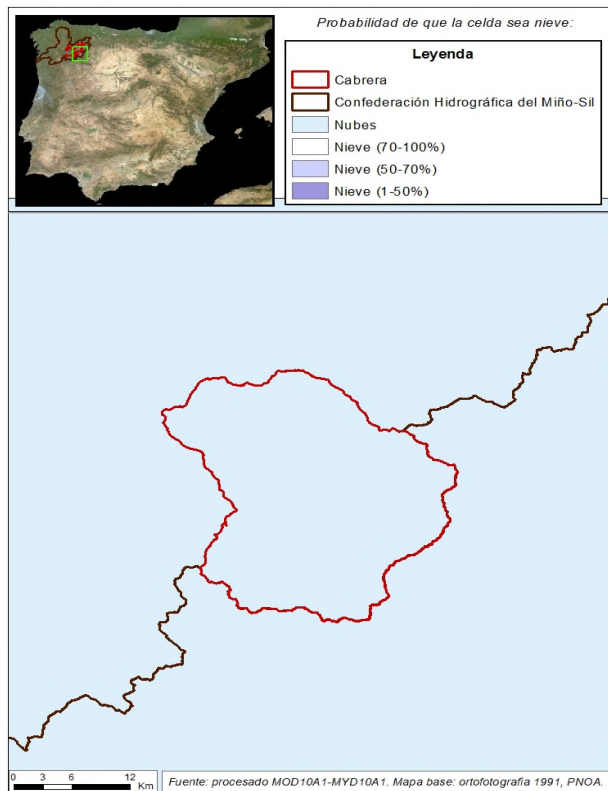 Probabilidad de que la celda sea nieve:
Leyenda
Cabrera
Confederación Hidrográfica del Miño-Sil
Nubes
Nieve (70-100%)
Nieve (50-70%)
Nieve (1-50%)
0 3 6 12
Km
Fuente: procesado MOD10A1-MYD10A1. Mapa base: ortofotografía 1991, PNOA.